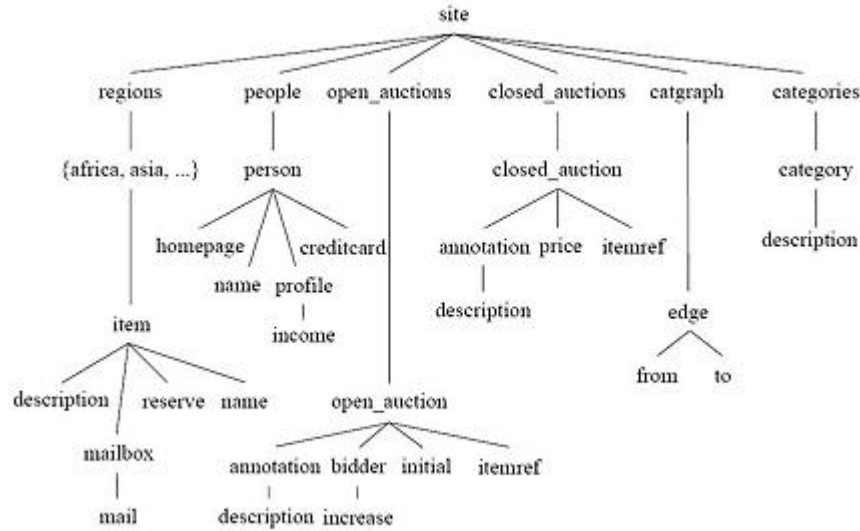 site
regions people open_auctions closed_auctions catgraph categories
{africa, asia, ...} person closed_auction category
homepage creditcard annotation price itemref description
name profile
description
item income edge
from to
description reserve name open_auction
mailbox annotation bidder initial itemref
mail description increase